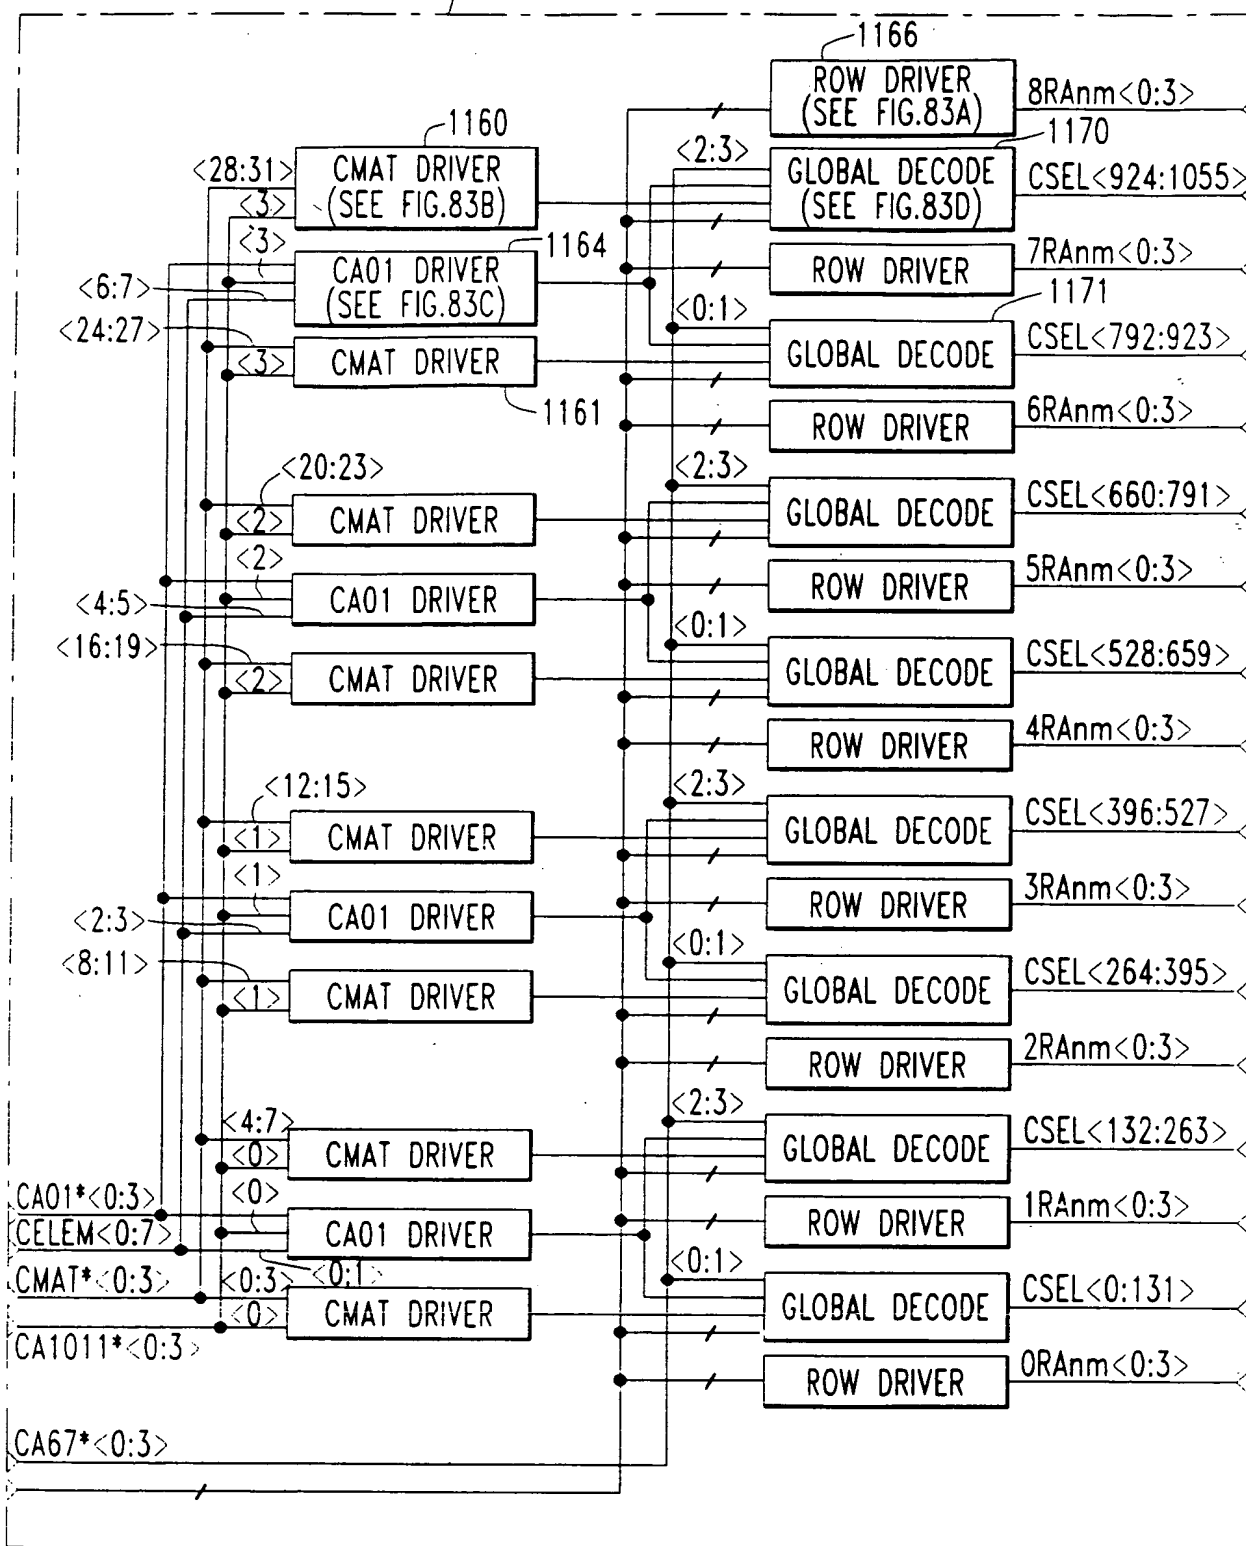 1166
ROW DRIVER
(SEE FIG.83A)
8RAnm<0:3>
1160
1170
<28:31>
CMAT DRIVER
(SEE FIG.83B)
<3>
<2:3>
GLOBAL DECODE
(SEE FIG.83D)
CSEL<924:1055>
<3>
1164
CA01 DRIVER
(SEE FIG.83C)
<6:7>
ROW DRIVER
7RAnm<0:3>
1171
<24:27>
<3>
CMAT DRIVER
1161
<0:1>
GLOBAL DECODE
CSEL<792:923>
ROW DRIVER
6RAnm<0:3>
<20:23>
<2>
CMAT DRIVER
<2:3>
GLOBAL DECODE
CSEL<660:791>
<2>
<4:5>
CA01 DRIVER
ROW DRIVER
5RAnm<0:3>
<16:19>
<2>
CMAT DRIVER
<0:1>
GLOBAL DECODE
CSEL<528:659>
ROW DRIVER
4RAnm<0:3>
<12:15>
<1>
CMAT DRIVER
<2:3>
GLOBAL DECODE
CSEL<396:527>
<1>
<2:3>
CA01 DRIVER
ROW DRIVER
3RAnm<0:3>
<8:11>
<1>
CMAT DRIVER
<0:1>
GLOBAL DECODE
CSEL<264:395>
ROW DRIVER
2RAnm<0:3>
<4:7>
<0>
CMAT DRIVER
<2:3>
GLOBAL DECODE
CSEL<132:263>
CA01*<0:3>
<0>
CELEM<0:7>
CA01 DRIVER
<0:1>
ROW DRIVER
1RAnm<0:3>
CMAT*<0:3>
<0:3>
<0>
CMAT DRIVER
<0:1>
GLOBAL DECODE
CSEL<0:131>
CA1011*<0:3>
ROW DRIVER
0RAnm<0:3>
CA67*<0:3>